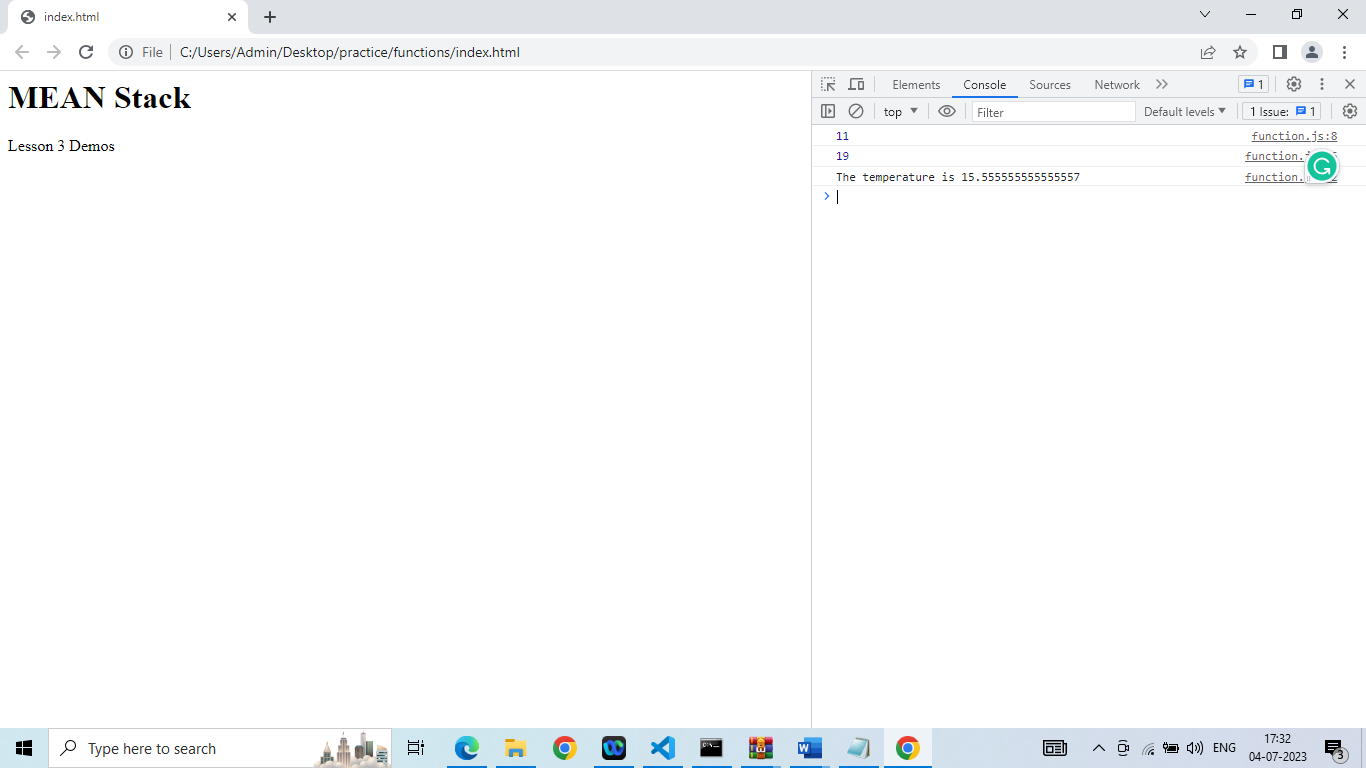 index.html
File
C:/Users/Admin/Desktop/practice/functions/index.html
MEAN Stack
Lesson 3 Demos
Elements Console Sources Network 1
top Filter Default levels 1 Issue: 1
11 function.js:8
19
The temperature is 15.555555555555557
Type here to search
ENG
17:32
04-07-2023
3